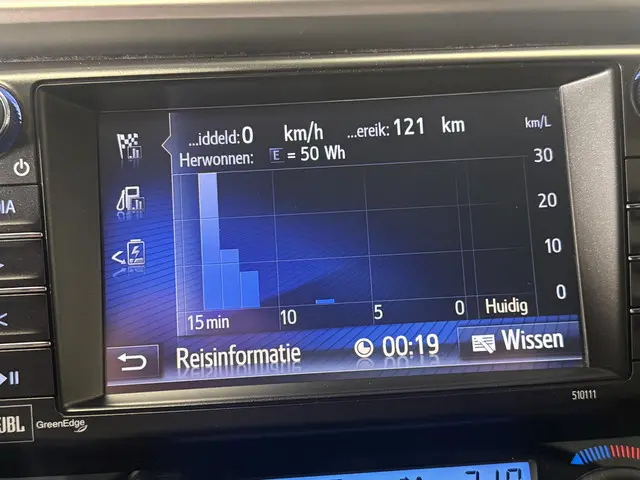 ...iddeld: 0 km/h ...ereik: 121 km km/L
Herwonnen: E = 50 Wh
30
20
10
0
15 min 10 5 0 Huidig
Reisinformatie 00:19 Wissen
JBL GreenEdge
510111